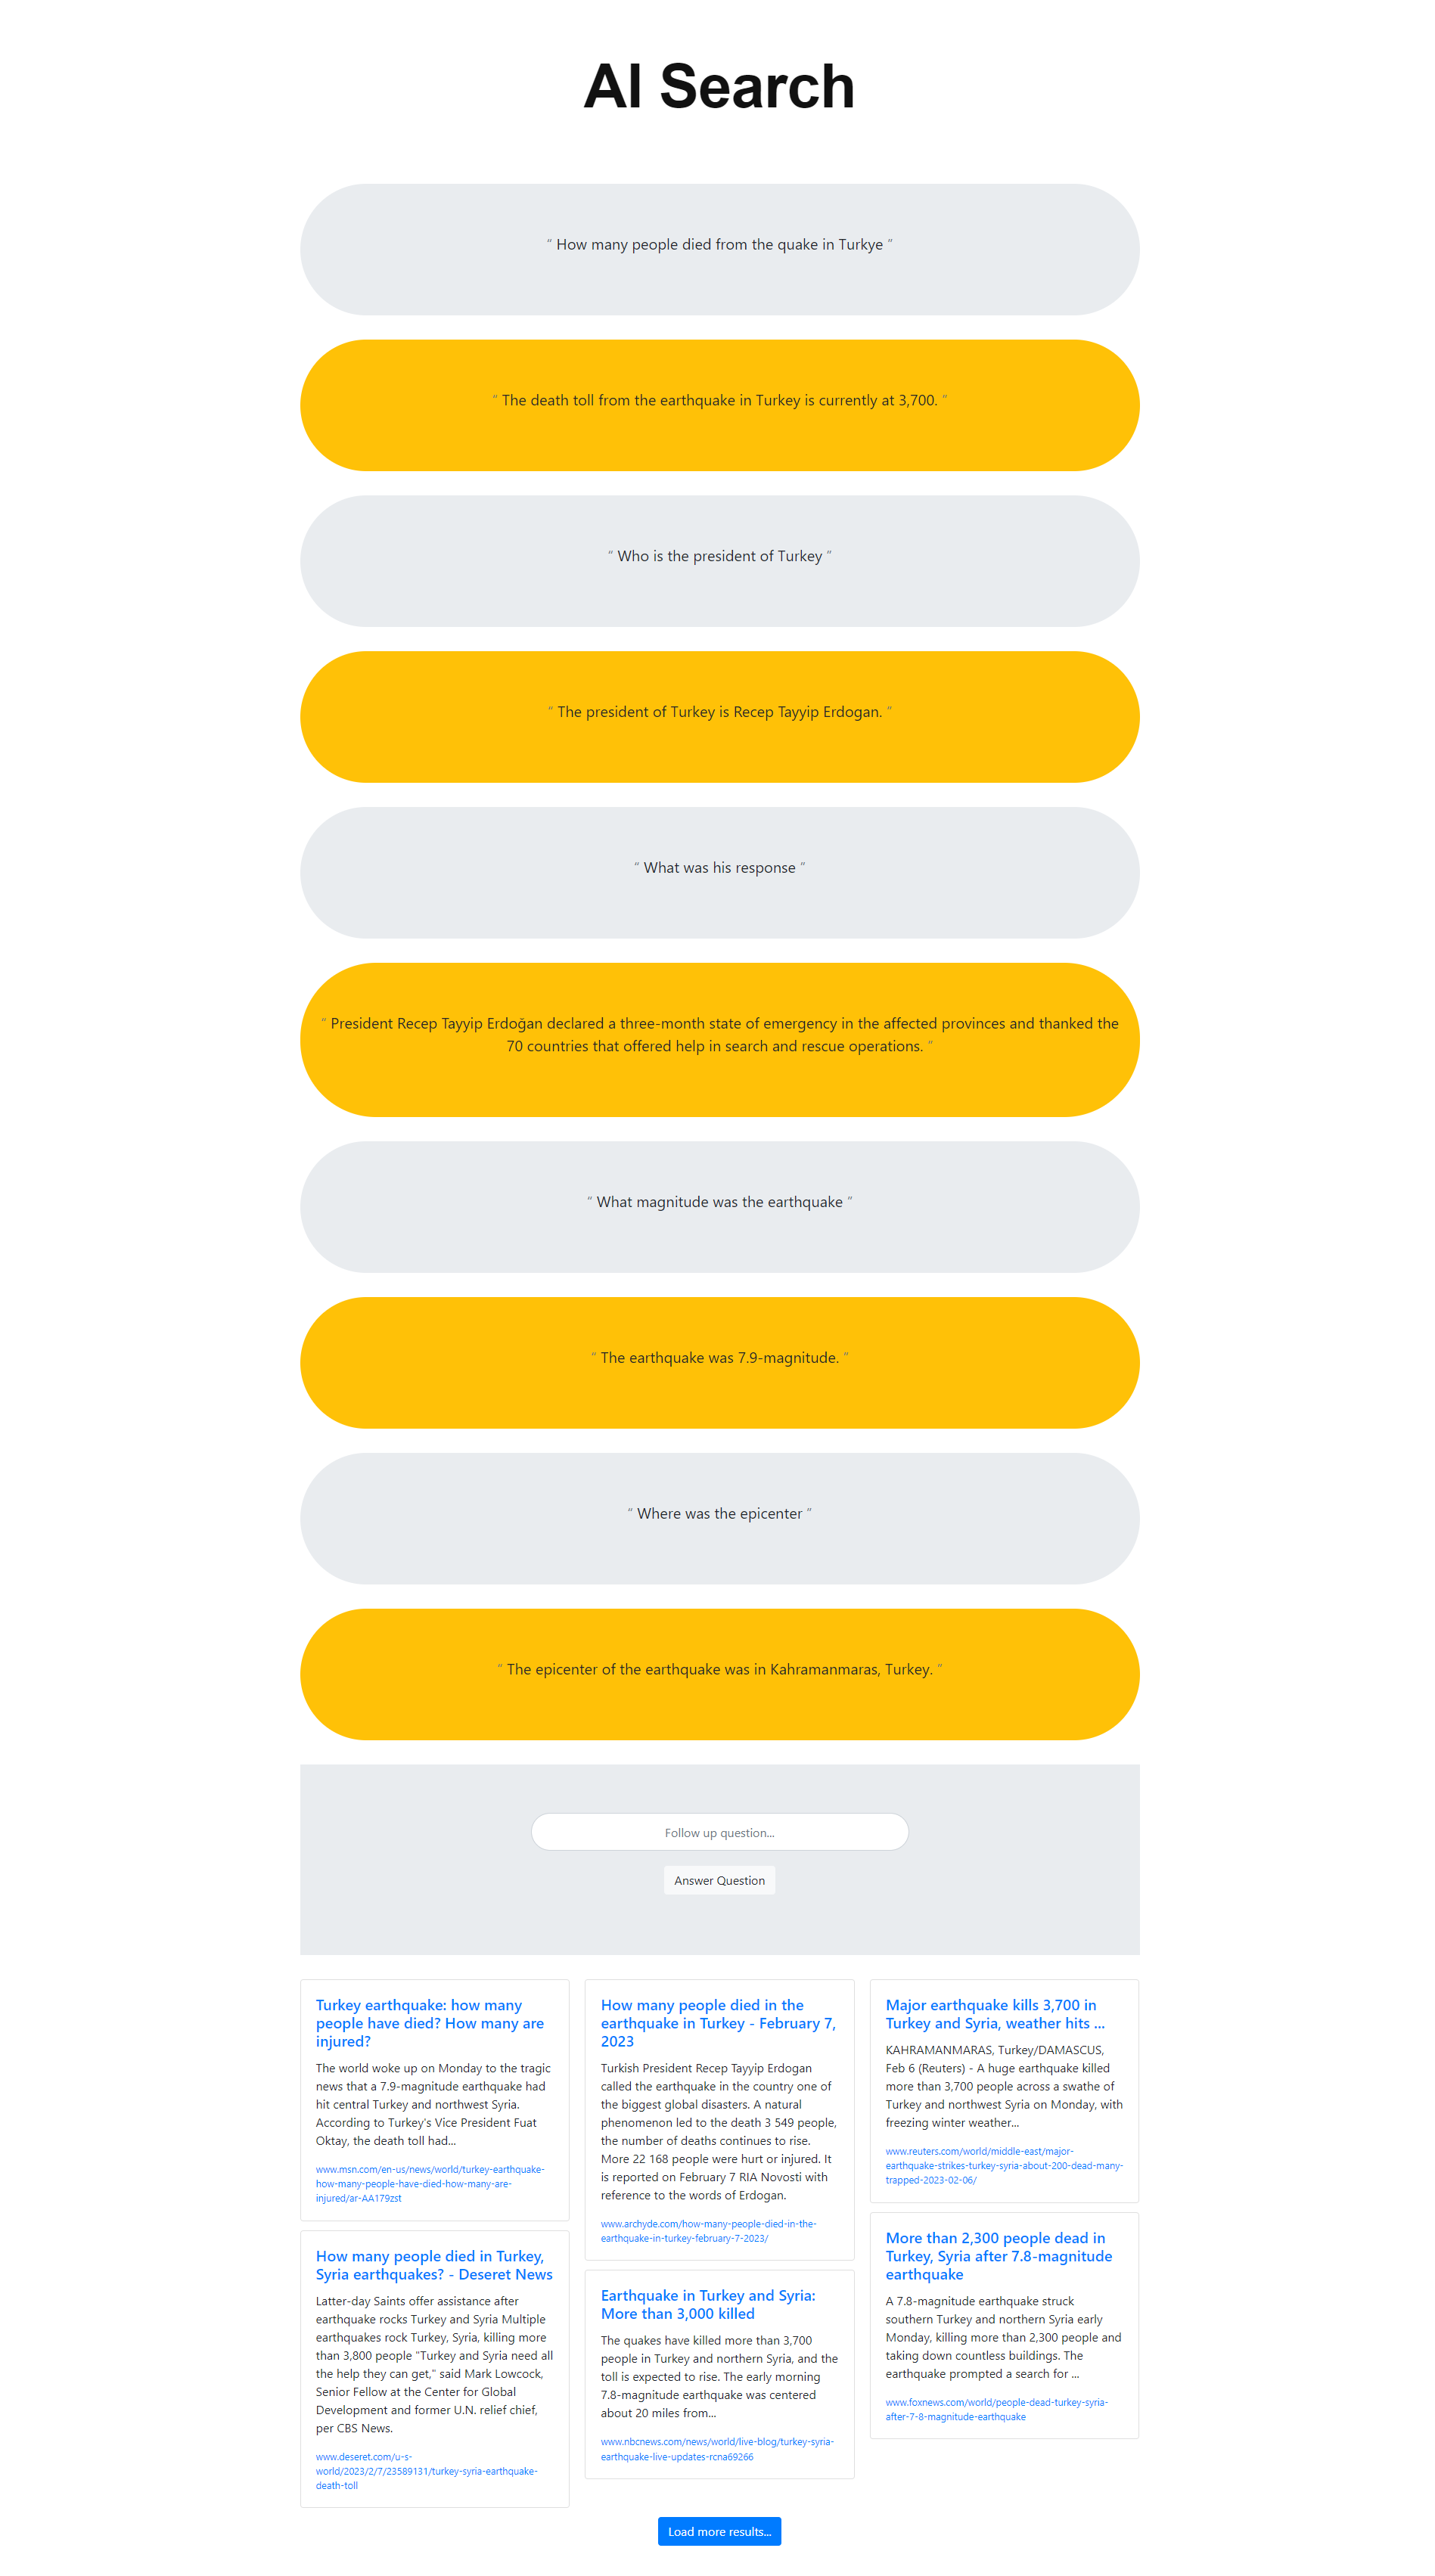 AI Search
“ How many people died from the quake in Turkye ”
“ The death toll from the earthquake in Turkey is currently at 3,700. ”
“ Who is the president of Turkey ”
“ The president of Turkey is Recep Tayyip Erdogan. ”
“ What was his response ”
“ President Recep Tayyip Erdoğan declared a three-month state of emergency in the affected provinces and thanked the
70 countries that offered help in search and rescue operations. ”
“ What magnitude was the earthquake ”
“ The earthquake was 7.9-magnitude. ”
“ Where was the epicenter ”
“ The epicenter of the earthquake was in Kahramanmaras, Turkey. ”
Follow up question...
Answer Question
Turkey earthquake: how many
people have died? How many are
injured?
The world woke up on Monday to the tragic
news that a 7.9-magnitude earthquake had
hit central Turkey and northwest Syria.
According to Turkey's Vice President Fuat
Oktay, the death toll had...
www.msn.com/en-us/news/world/turkey-earthquake-
how-many-people-have-died-how-many-are-
injured/ar-AA179zst
How many people died in Turkey,
Syria earthquakes? - Deseret News
Latter-day Saints offer assistance after
earthquake rocks Turkey and Syria Multiple
earthquakes rock Turkey, Syria, killing more
than 3,800 people "Turkey and Syria need all
the help they can get," said Mark Lowcock,
Senior Fellow at the Center for Global
Development and former U.N. relief chief,
per CBS News.
www.deseret.com/u-s-
world/2023/2/7/23589131/turkey-syria-earthquake-
death-toll
How many people died in the
earthquake in Turkey - February 7,
2023
Turkish President Recep Tayyip Erdogan
called the earthquake in the country one of
the biggest global disasters. A natural
phenomenon led to the death 3 549 people,
the number of deaths continues to rise.
More 22 168 people were hurt or injured. It
is reported on February 7 RIA Novosti with
reference to the words of Erdogan.
www.archyde.com/how-many-people-died-in-the-
earthquake-in-turkey-february-7-2023/
Earthquake in Turkey and Syria:
More than 3,000 killed
The quakes have killed more than 3,700
people in Turkey and northern Syria, and the
toll is expected to rise. The early morning
7.8-magnitude earthquake was centered
about 20 miles from...
www.nbcnews.com/news/world/live-blog/turkey-syria-
earthquake-live-updates-rcna69266
Major earthquake kills 3,700 in
Turkey and Syria, weather hits ...
KAHRAMANMARAS, Turkey/DAMASCUS,
Feb 6 (Reuters) - A huge earthquake killed
more than 3,700 people across a swathe of
Turkey and northwest Syria on Monday, with
freezing winter weather...
www.reuters.com/world/middle-east/major-
earthquake-strikes-turkey-syria-about-200-dead-many-
trapped-2023-02-06/
More than 2,300 people dead in
Turkey, Syria after 7.8-magnitude
earthquake
A 7.8-magnitude earthquake struck
southern Turkey and northern Syria early
Monday, killing more than 2,300 people and
taking down countless buildings. The
earthquake prompted a search for ...
www.foxnews.com/world/people-dead-turkey-syria-
after-7-8-magnitude-earthquake
Load more results...